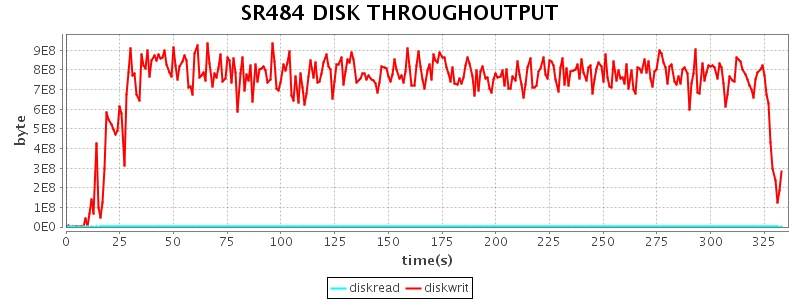 SR484 DISK THROUGHOUTPUT
9E8
8E8
7E8
6E8
5E8
4E8
3E8
2E8
1E8
0E0
byte
0 25 50 75 100 125 150 175 200 225 250 275 300 325
time(s)
diskread diskwrit